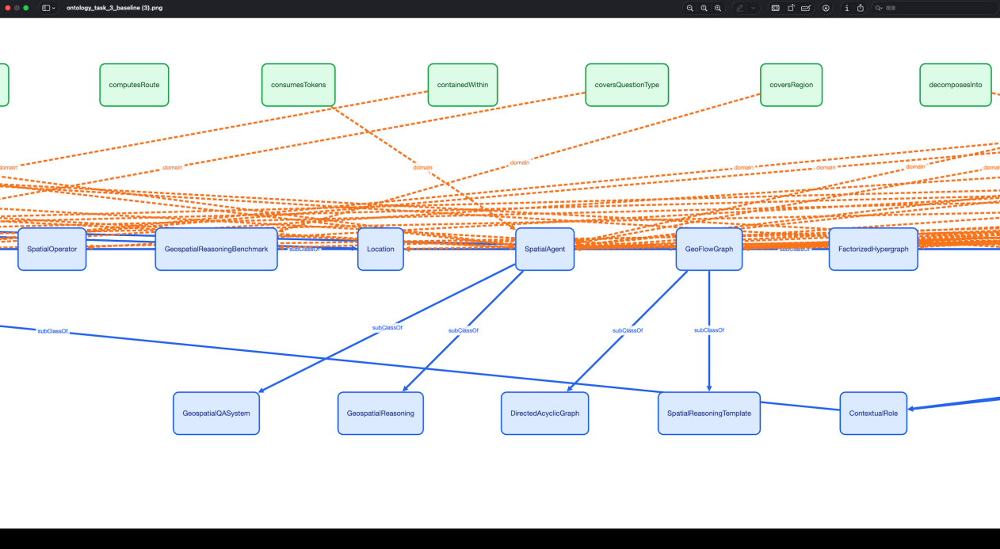 ontology_task_3_baseline (3).png
搜索
computesRoute
consumesTokens
containedWithin
coversQuestionType
coversRegion
decomposesInto
domain
domain
domain
domain
domain
domain
domain
SpatialOperator
GeospatialReasoningBenchmark
subClassOf
Location
SpatialAgent
GeoFlowGraph
subClassOf
FactorizedHypergraph
subClassOf
subClassOf
subClassOf
subClassOf
subClassOf
GeospatialQASystem
GeospatialReasoning
DirectedAcyclicGraph
SpatialReasoningTemplate
ContextualRole